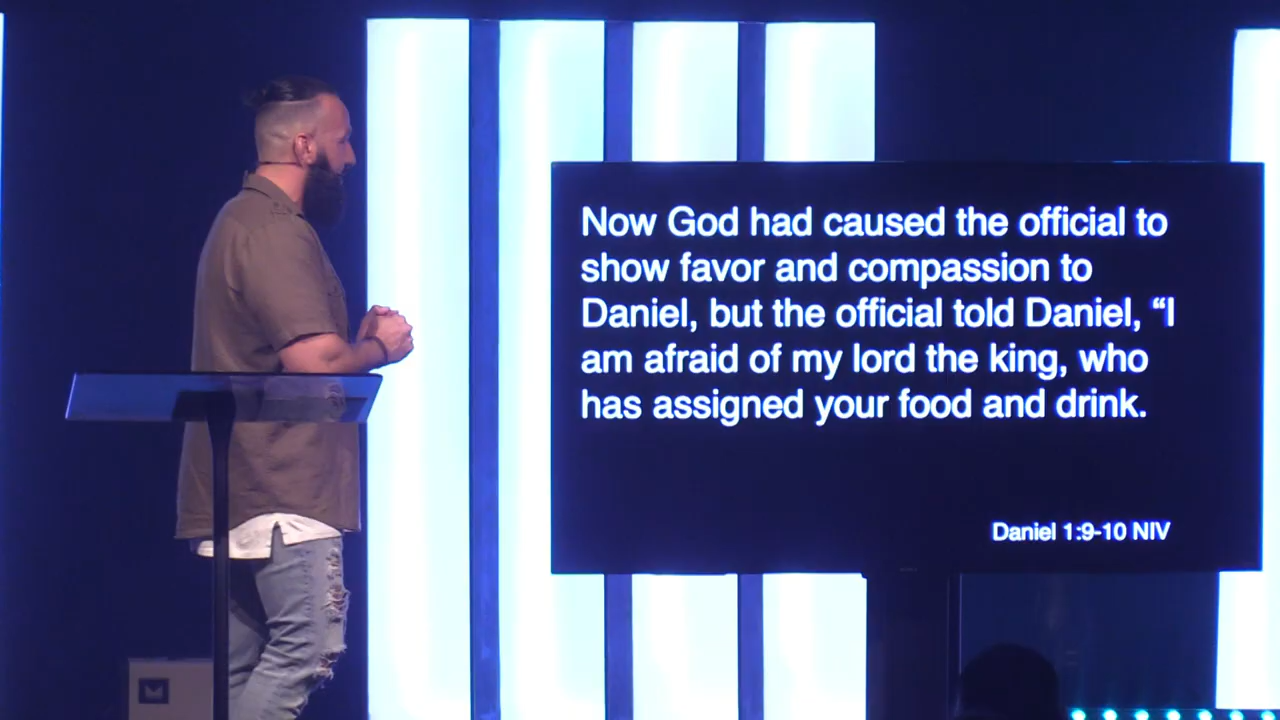 Now God had caused the official to
show favor and compassion to
Daniel, but the official told Daniel, “I
am afraid of my lord the king, who
has assigned your food and drink.
Daniel 1:9-10 NIV